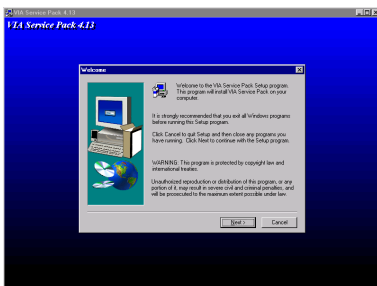 VIA Service Pack 4.13
VIA Service Pack 4.13
Welcome
Welcome to the VIA Service Pack Setup program.
This program will install VIA Service Pack on your
computer.
It is strongly recommended that you exit all Windows programs
before running this Setup program.
Click Cancel to quit Setup and then close any programs you
have running. Click Next to continue with the Setup program.
WARNING: This program is protected by copyright law and
international treaties.
Unauthorized reproduction or distribution of this program, or any
portion of it, may result in severe civil and criminal penalties, and
will be prosecuted to the maximum extent possible under law.
Next >
Cancel